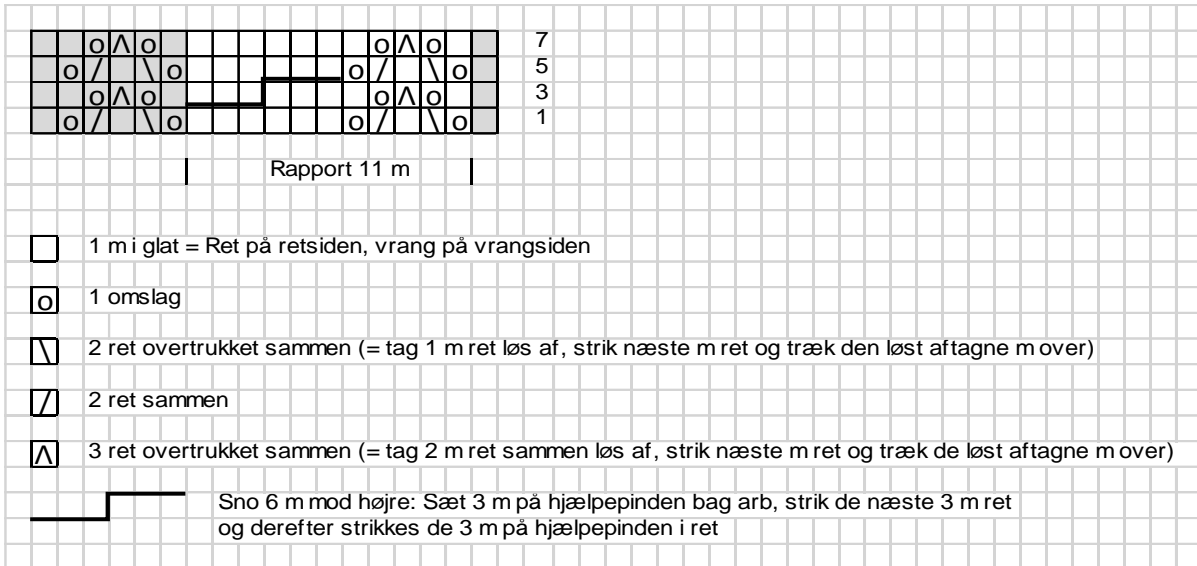 o Λ o o Λ o 7
o / \ o o / \ o 5
o Λ o o Λ o 3
o / \ o o / \ o 1
Rapport 11 m
1 m i glat = Ret på retsiden, vrang på vrangsiden
o 1 omslag
\ 2 ret overtrukket sammen (= tag 1 m ret løs af, strik næste m ret og træk den løst aftagne m over)
/ 2 ret sammen
Λ 3 ret overtrukket sammen (= tag 2 m ret sammen løs af, strik næste m ret og træk de løst aftagne m over)
Sno 6 m mod højre: Sæt 3 m på hjælpepinden bag arb, strik de næste 3 m ret
og derefter strikkes de 3 m på hjælpepinden i ret